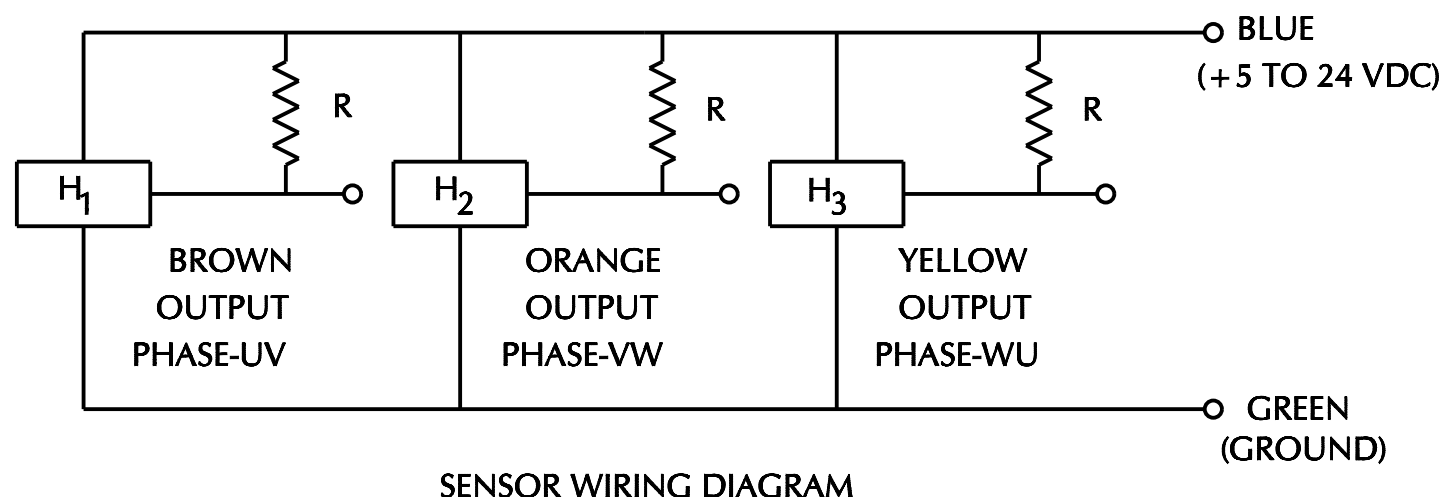 BLUE
(+5 TO 24 VDC)
R
R
R
H1
H2
H3
BROWN
OUTPUT
PHASE-UV
ORANGE
OUTPUT
PHASE-VW
YELLOW
OUTPUT
PHASE-WU
GREEN
(GROUND)
SENSOR WIRING DIAGRAM